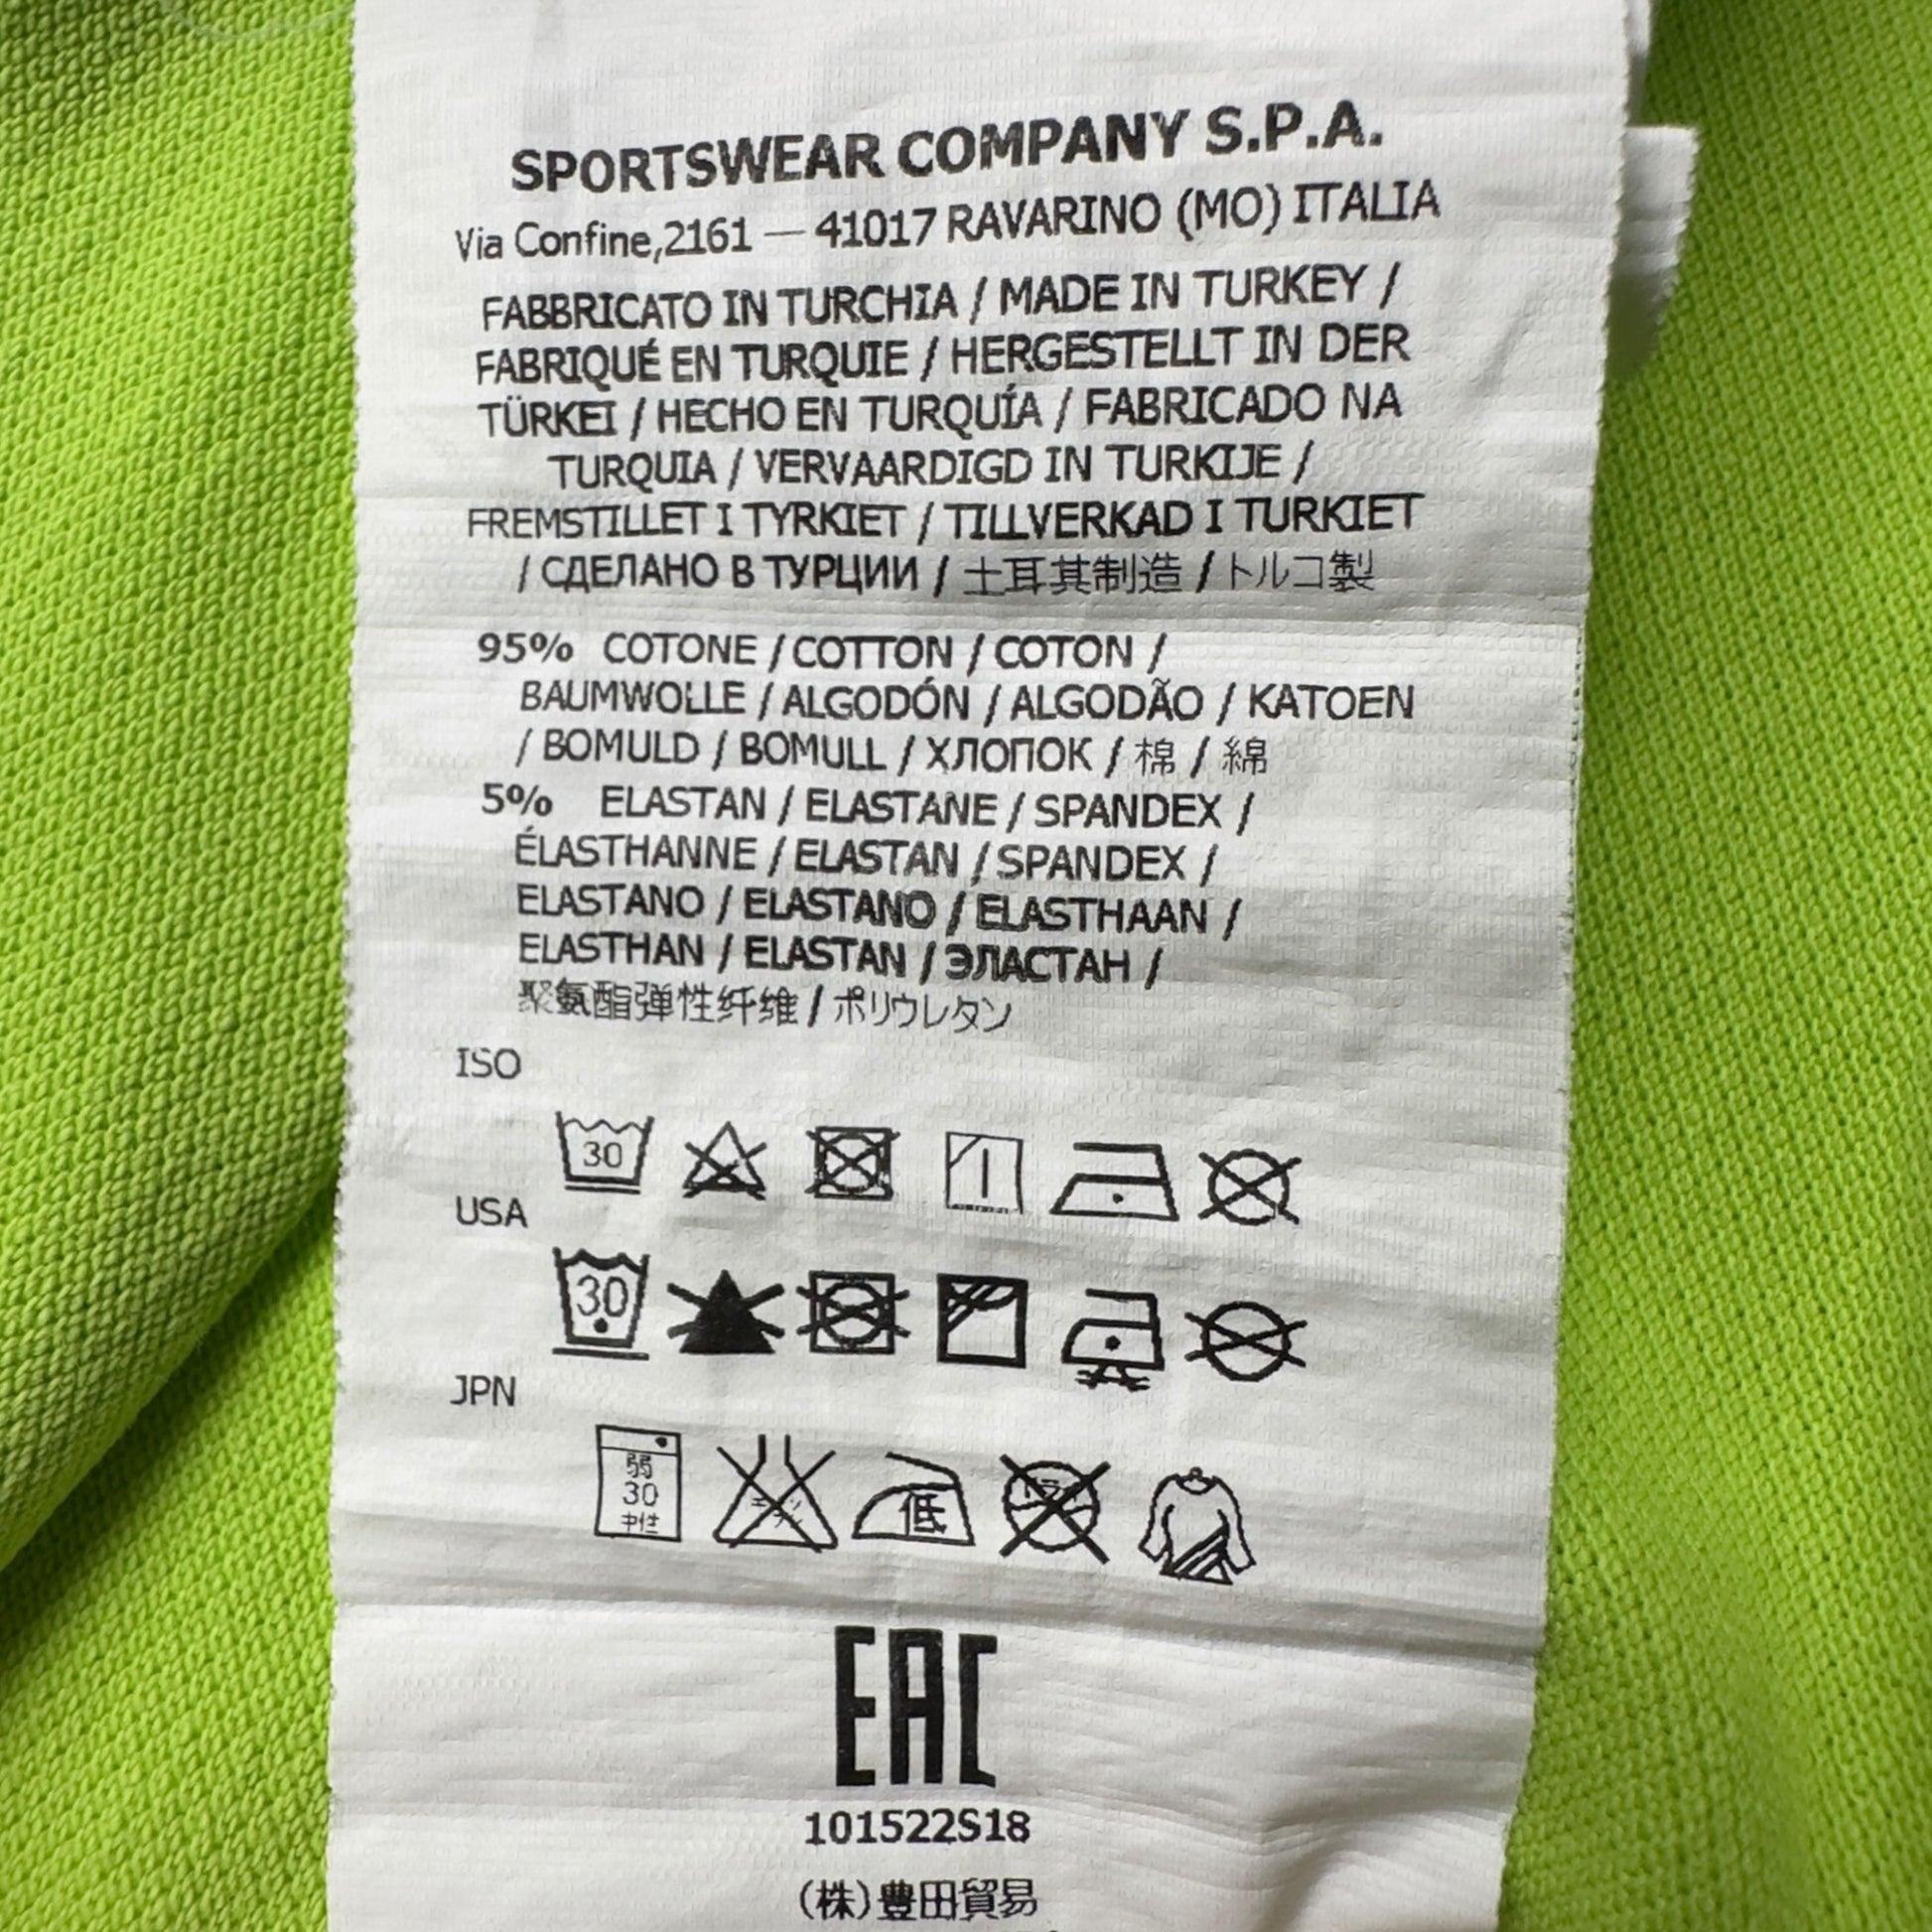 SPORTSWEAR COMPANY S.P.A.
Via Confine,2161 — 41017 RAVARINO (MO) ITALIA
FABBRICATO IN TURCHIA / MADE IN TURKEY /
FABRIQUÉ EN TURQUIE / HERGESTELLT IN DER
TÜRKEI / HECHO EN TURQUÍA / FABRICADO NA
TURQUIA / VERVAARDIGD IN TURKIJE /
FREMSTILLET I TYRKIET / TILLVERKAD I TURKIET
/ СДЕЛАНО В ТУРЦИИ / 土耳其制造 / トルコ製
95% COTONE / COTTON / COTON /
BAUMWOLLE / ALGODÓN / ALGODÃO / KATOEN
/ BOMULD / BOMULL / ХЛОПОК / 棉 / 綿
5% ELASTAN / ELASTANE / SPANDEX /
ÉLASTHANNE / ELASTAN / SPANDEX /
ELASTANO / ELASTANO / ELASTHAAN /
ELASTHAN / ELASTAN / ЭЛАСТАН /
聚氨酯弹性纤维 / ポリウレタン
ISO
30
USA
30
JPN
弱
30
中性
低
EAC
101522S18
(株)豊田貿易